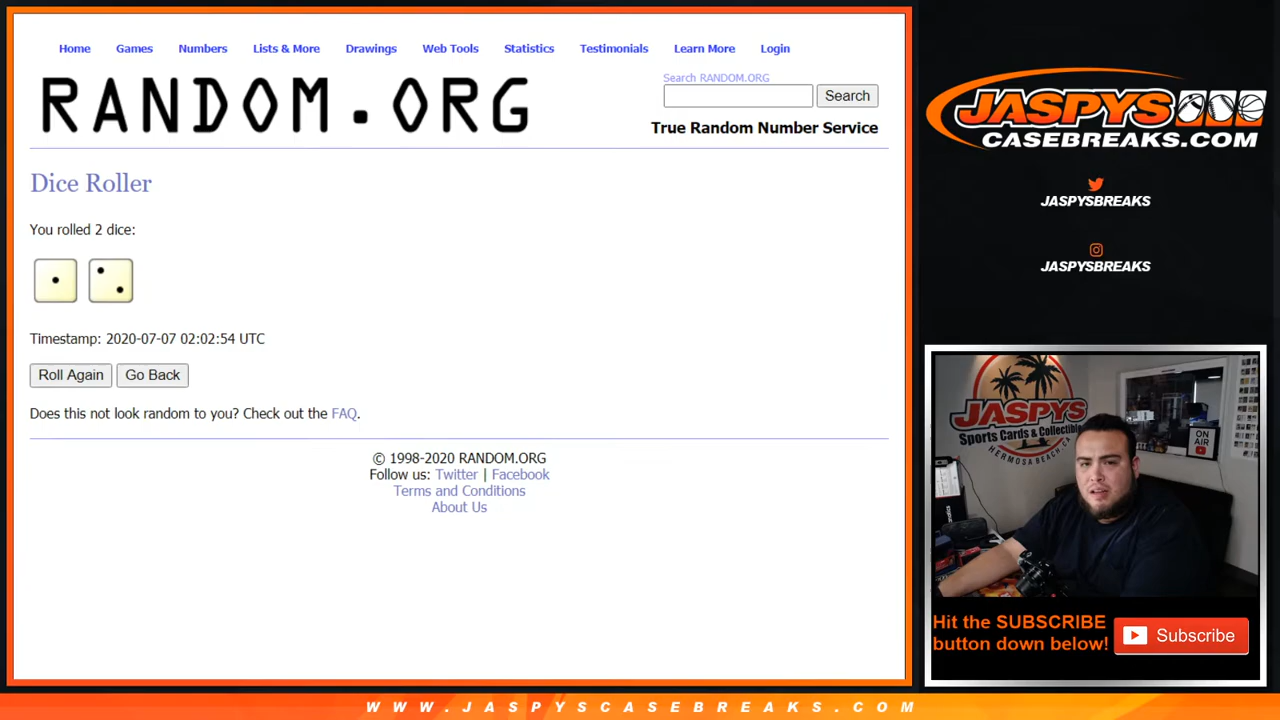 Home Games Numbers Lists & More Drawings Web Tools Statistics Testimonials Learn More Login
RANDOM.ORG
Search RANDOM.ORG
Search
True Random Number Service
Dice Roller
You rolled 2 dice:
Timestamp: 2020-07-07 02:02:54 UTC
Roll Again Go Back
Does this not look random to you? Check out the FAQ.
© 1998-2020 RANDOM.ORG
Follow us: Twitter | Facebook
Terms and Conditions
About Us
JASPYS
CASEBREAKS.COM
JASPYSBREAKS
JASPYSBREAKS
JASPYS
Sports Cards & Collectibles
HERMOSA BEACH, CA
ON
AIR
Hit the SUBSCRIBE
button down below!
Subscribe
WWW.JASPYSCASEBREAKS.COM